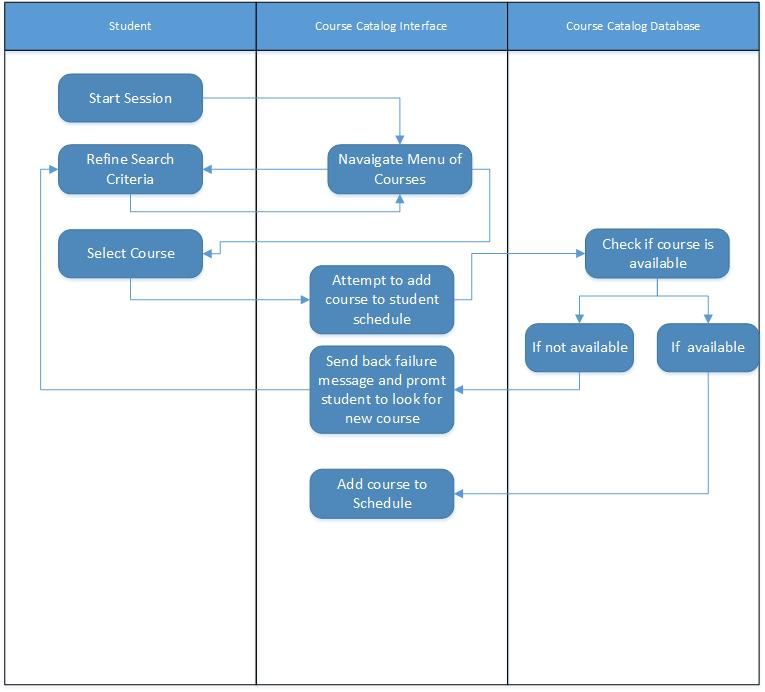 Student
Course Catalog Interface
Course Catalog Database
Start Session
Refine Search
Criteria
Navaigate Menu of
Courses
Select Course
Check if course is
available
Attempt to add
course to student
schedule
If not available
If  available
Send back failure
message and promt
student to look for
new course
Add course to
Schedule